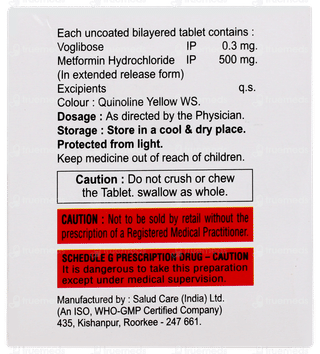 Each uncoated bilayered tablet contains :
Voglibose IP 0.3 mg.
Metformin Hydrochloride IP 500 mg.
(In extended release form)
Excipients q.s.
Colour : Quinoline Yellow WS.
Dosage : As directed by the Physician.
Storage : Store in a cool & dry place.
Protected from light.
Keep medicine out of reach of children.
Caution : Do not crush or chew
the Tablet. swallow as whole.
CAUTION : Not to be sold by retail without the
prescription of a Registered Medical Practitioner.
SCHEDULE G PRESCRIPTION DRUG - CAUTION
It is dangerous to take this preparation
except under medical supervision.
Manufactured by : Salud Care (India) Ltd.
(An ISO, WHO-GMP Certified Company)
435, Kishanpur, Roorkee - 247 661.